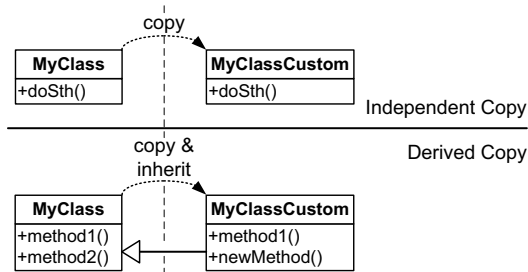 copy
MyClass
+doSth()
MyClassCustom
+doSth()
Independent Copy
Derived Copy
copy &
inherit
MyClass
+method1()
+method2()
MyClassCustom
+method1()
+newMethod()